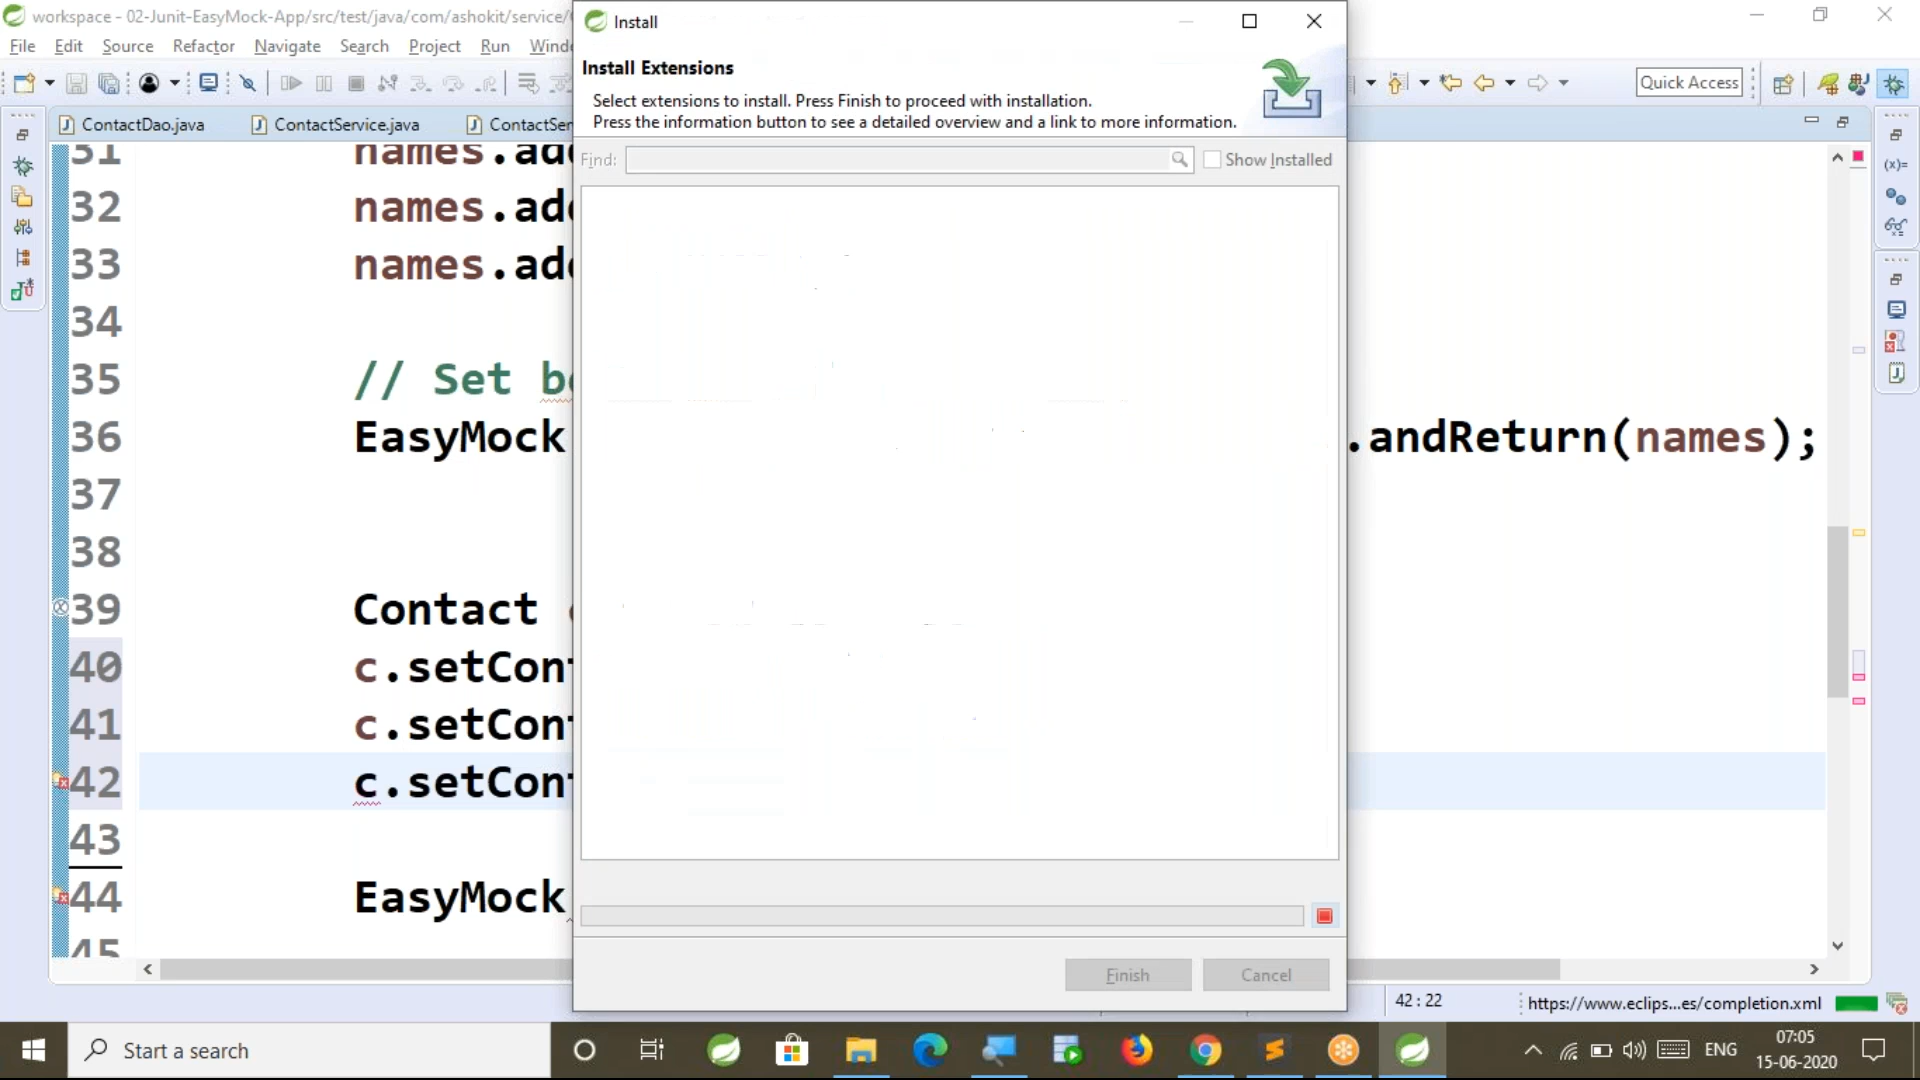 workspace - 02-Junit-EasyMock-App/src/test/java/com/ashokit/service/
Install
File Edit Source Refactor Navigate Search Project Run
Install Extensions
Select extensions to install. Press Finish to proceed with installation.
Press the information button to see a detailed overview and a link to more information.
Quick Access
ContactDao.java
ContactService.java
Find:
Show Installed
31 names.ad
32 names.ad
33 names.ad
34
35 // Set b
36 EasyMock .andReturn(names);
37
38
39 Contact
40 c.setCont
41 c.setCont
42 c.setCont
43
44 EasyMock
45
Finish
Cancel
42 : 22
https://www.eclips...es/completion.xml
Start a search
ENG
07:05
15-06-2020